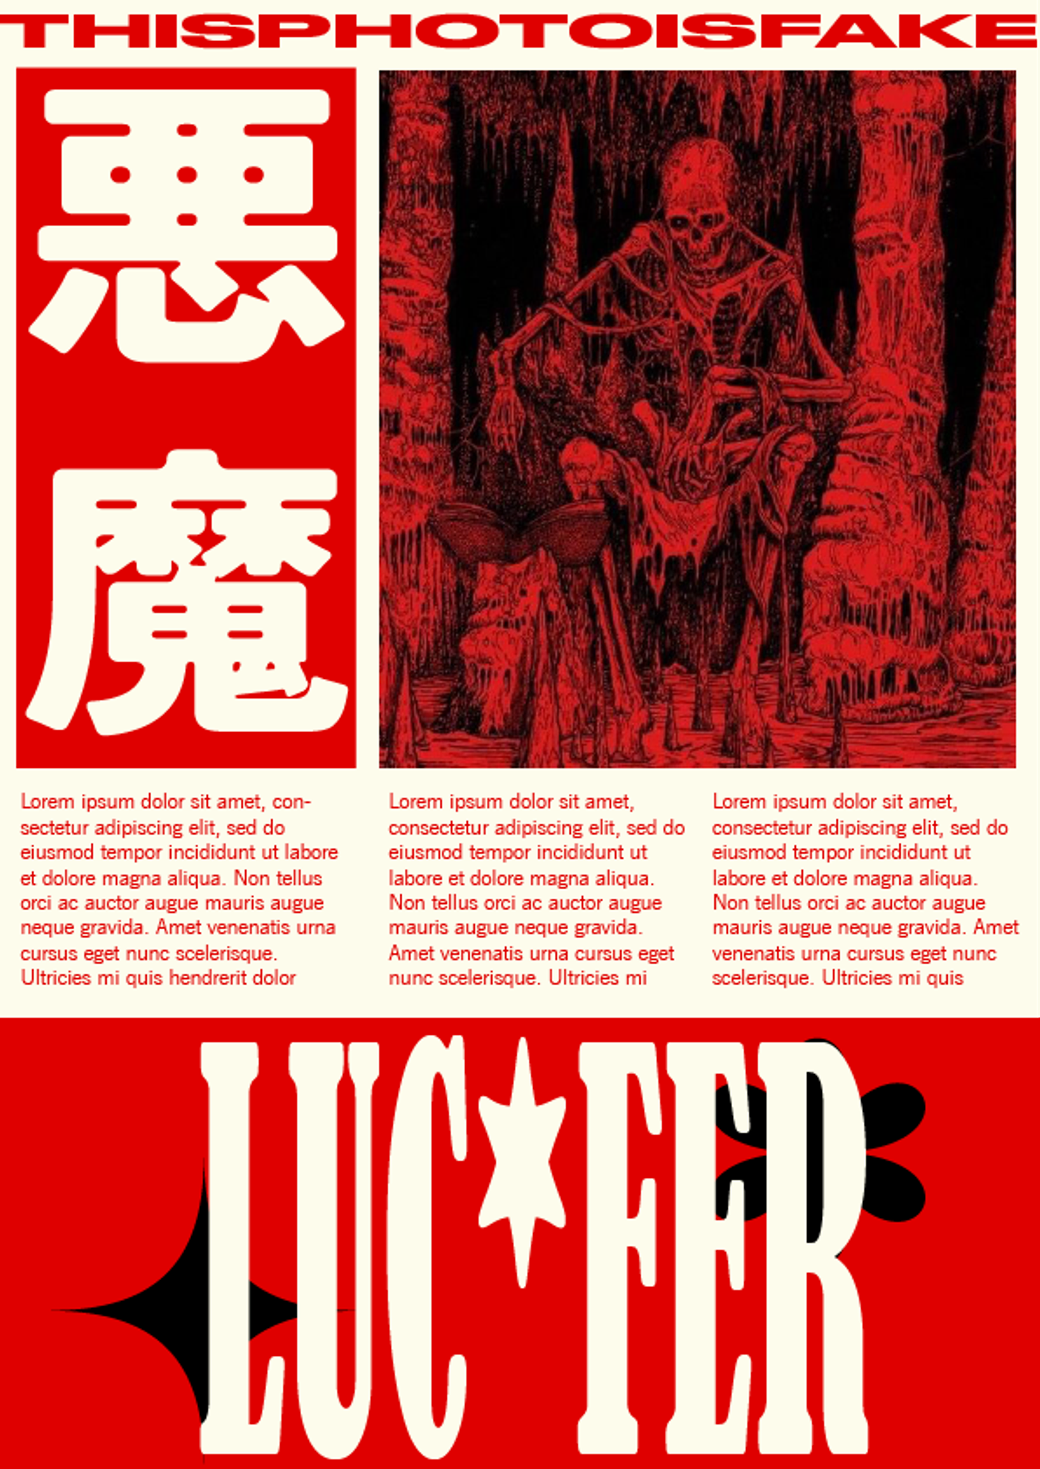 THISPHOTOISFAKE
悪
魔
Lorem ipsum dolor sit amet, con-
sectetur adipiscing elit, sed do
eiusmod tempor incididunt ut labore
et dolore magna aliqua. Non tellus
orci ac auctor augue mauris augue
neque gravida. Amet venenatis urna
cursus eget nunc scelerisque.
Ultricies mi quis hendrerit dolor
Lorem ipsum dolor sit amet,
consectetur adipiscing elit, sed do
eiusmod tempor incididunt ut
labore et dolore magna aliqua.
Non tellus orci ac auctor augue
mauris augue neque gravida.
Amet venenatis urna cursus eget
nunc scelerisque. Ultricies mi
Lorem ipsum dolor sit amet,
consectetur adipiscing elit, sed do
eiusmod tempor incididunt ut
labore et dolore magna aliqua.
Non tellus orci ac auctor augue
mauris augue neque gravida. Amet
venenatis urna cursus eget nunc
scelerisque. Ultricies mi quis
LUC✶FER